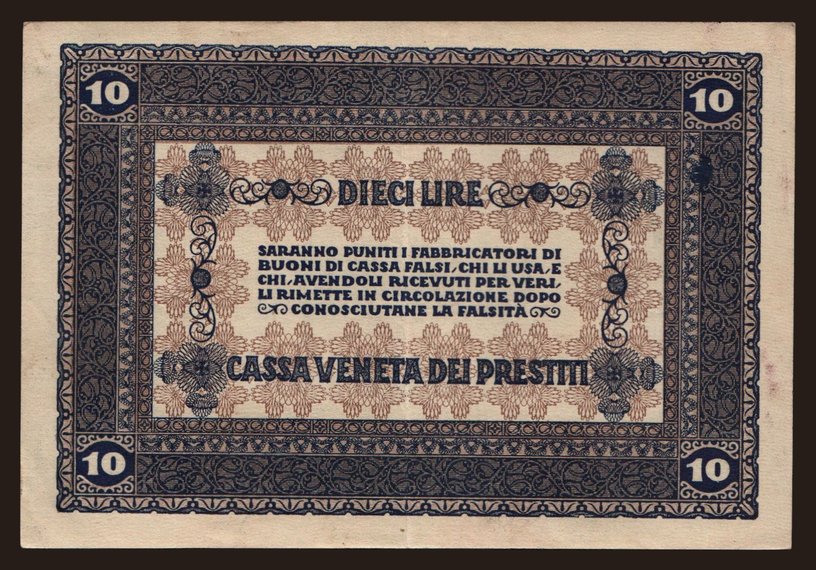 10 10
DIECI LIRE
SARANNO PUNITI I FABBRICATORI DI
BUONI DI CASSA FALSI, CHI LI USA, E
CHI, AVENDOLI RICEVUTI PER VERI,
LI RIMETTE IN CIRCOLAZIONE DOPO
CONOSCIUTANE LA FALSITÀ
CASSA VENETA DEI PRESTITI
10 10